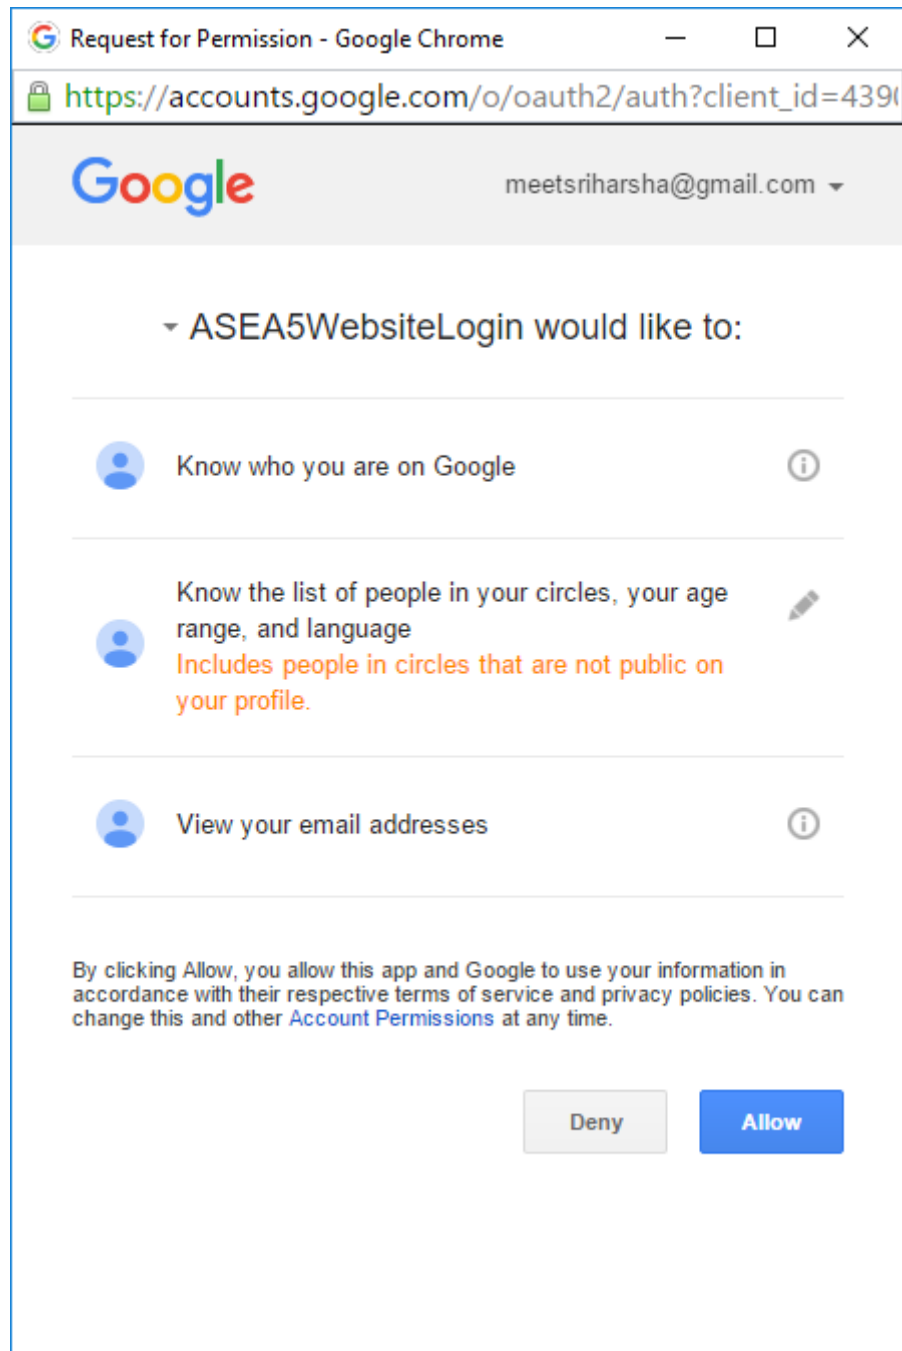 Request for Permission - Google Chrome
https://accounts.google.com/o/oauth2/auth?client_id=439
Google
meetsriharsha@gmail.com
ASEA5WebsiteLogin would like to:
Know who you are on Google
Know the list of people in your circles, your age
range, and language
Includes people in circles that are not public on
your profile.
View your email addresses
By clicking Allow, you allow this app and Google to use your information in
accordance with their respective terms of service and privacy policies. You can
change this and other Account Permissions at any time.
Deny
Allow